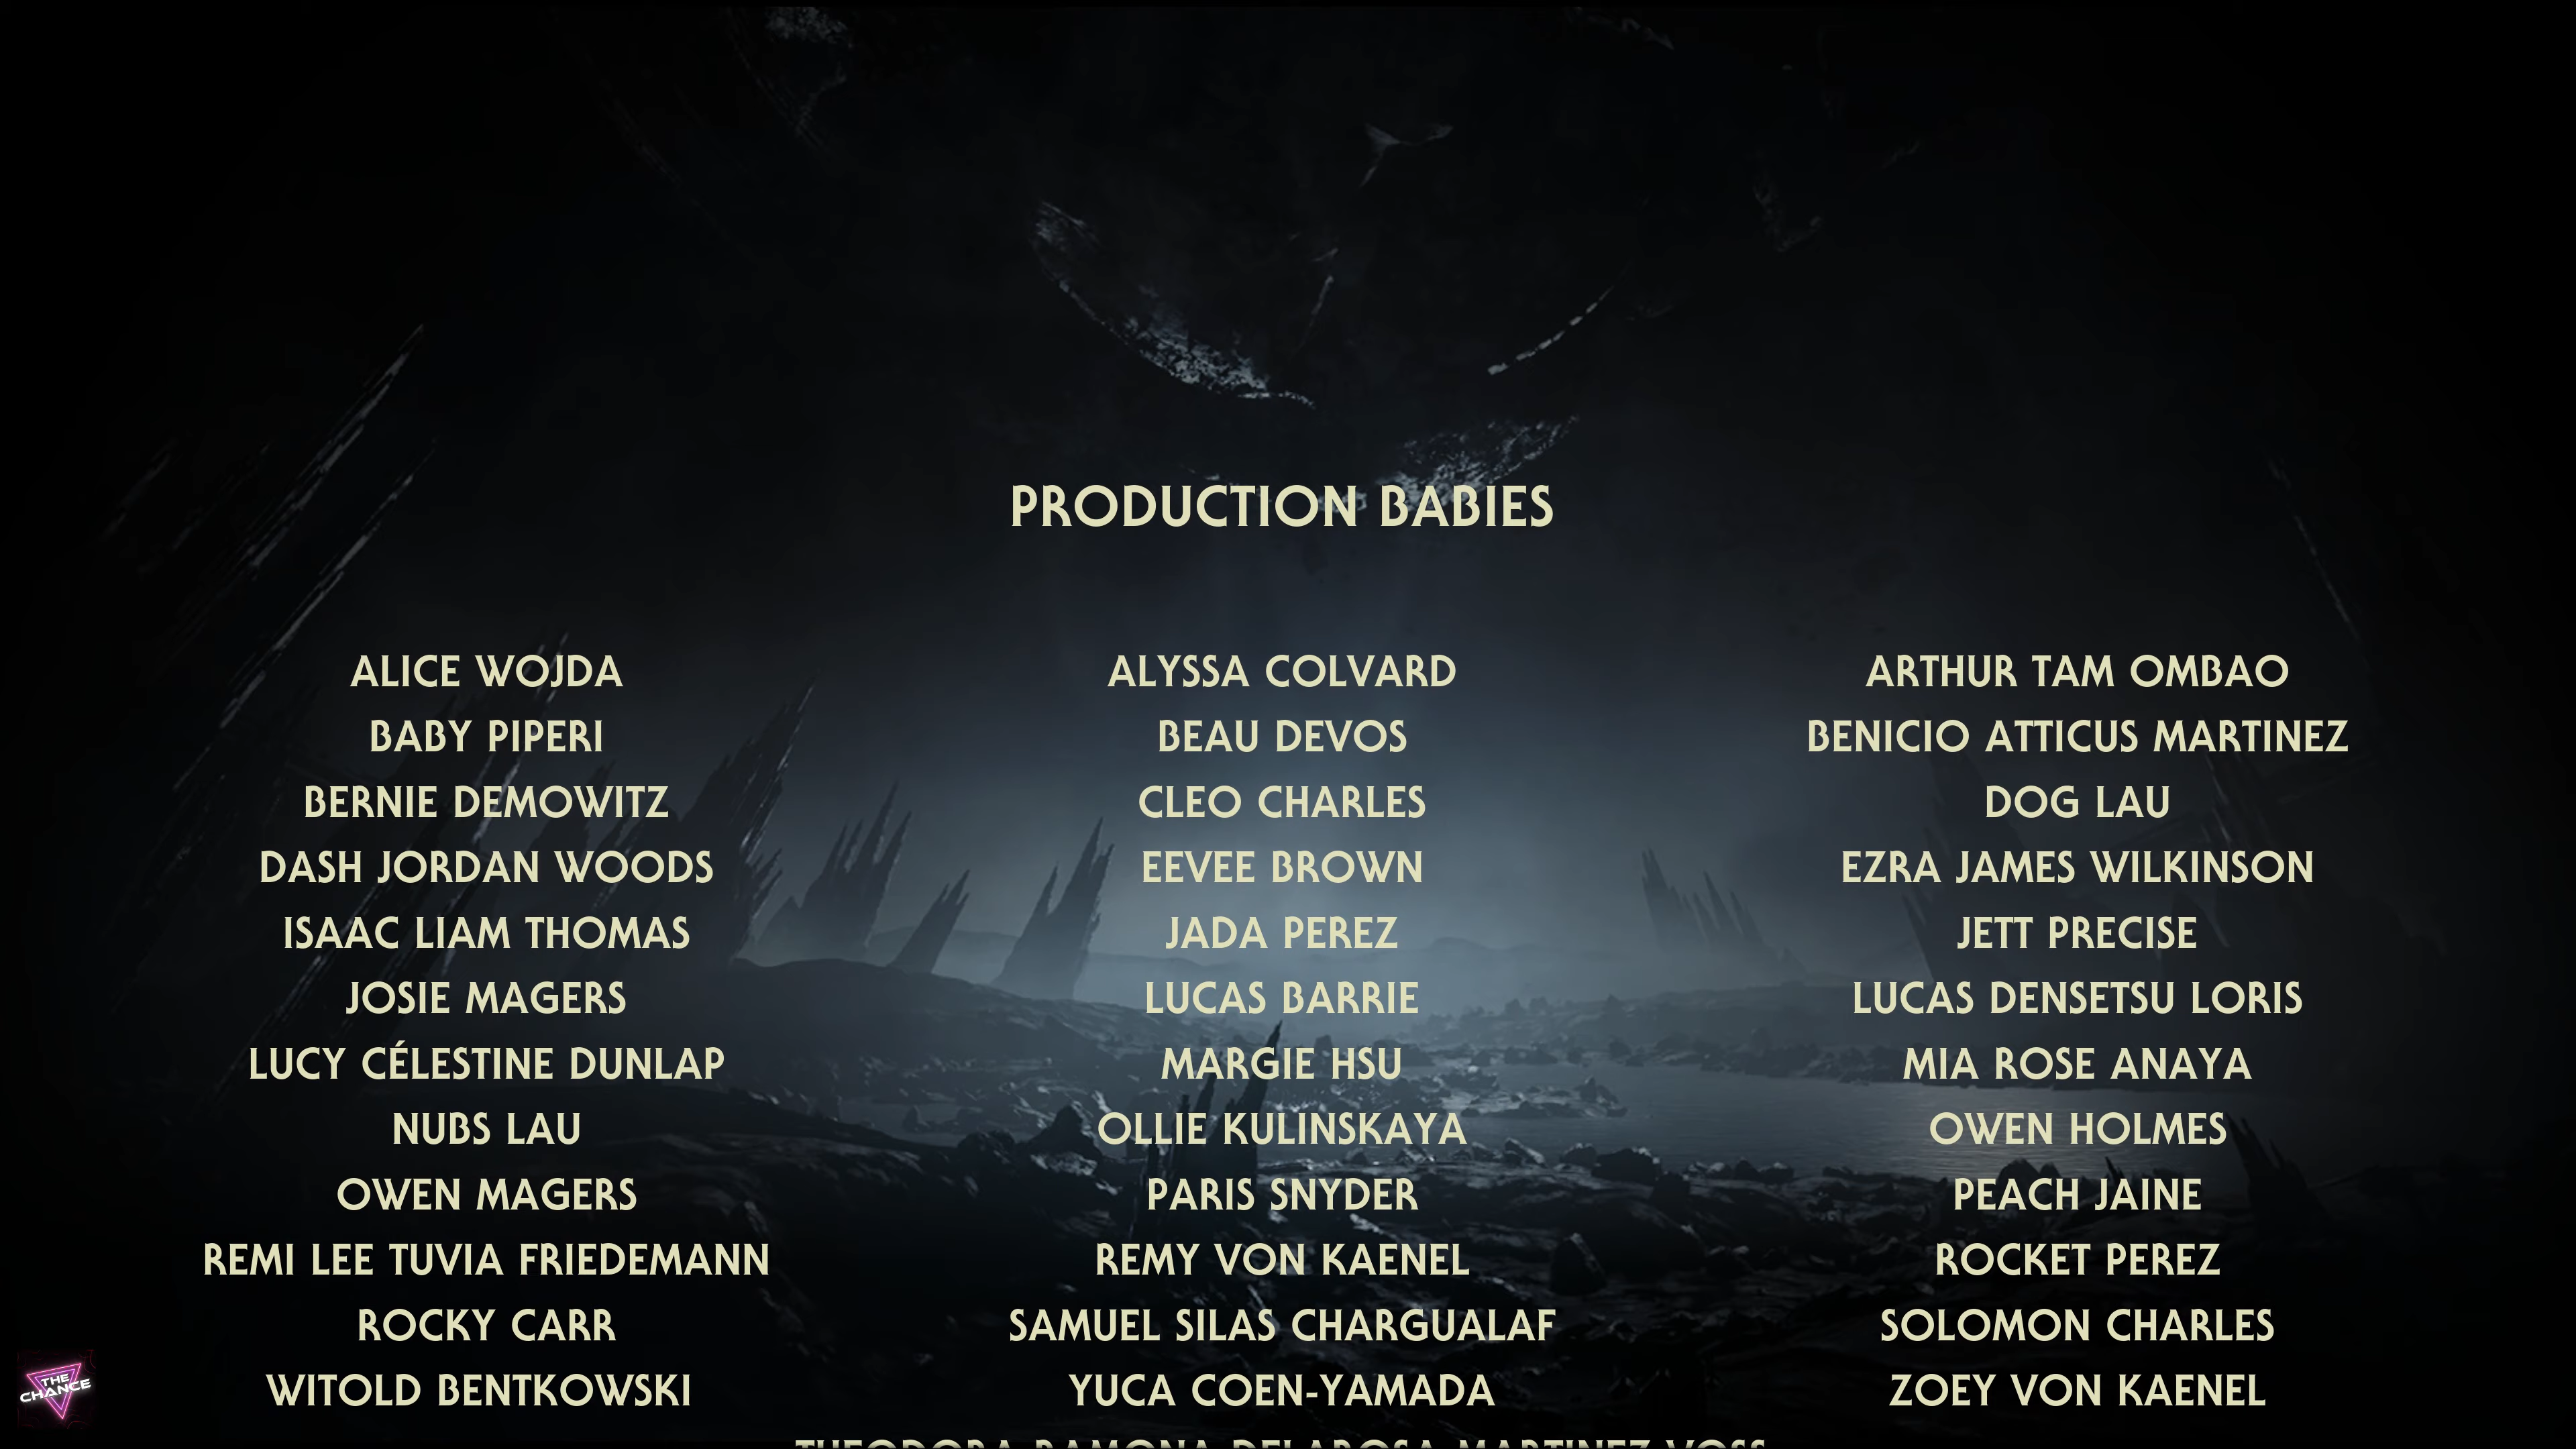 PRODUCTION BABIES
ALICE WOJDA ALYSSA COLVARD ARTHUR TAM OMBAO
BABY PIPERI BEAU DEVOS BENICIO ATTICUS MARTINEZ
BERNIE DEMOWITZ CLEO CHARLES DOG LAU
DASH JORDAN WOODS EEVEE BROWN EZRA JAMES WILKINSON
ISAAC LIAM THOMAS JADA PEREZ JETT PRECISE
JOSIE MAGERS LUCAS BARRIE LUCAS DENSETSU LORIS
LUCY CÉLESTINE DUNLAP MARGIE HSU MIA ROSE ANAYA
NUBS LAU OLLIE KULINSKAYA OWEN HOLMES
OWEN MAGERS PARIS SNYDER PEACH JAINE
REMI LEE TUVIA FRIEDEMANN REMY VON KAENEL ROCKET PEREZ
ROCKY CARR SAMUEL SILAS CHARGUALAF SOLOMON CHARLES
WITOLD BENTKOWSKI YUCA COEN-YAMADA ZOEY VON KAENEL
THE
CHANCE